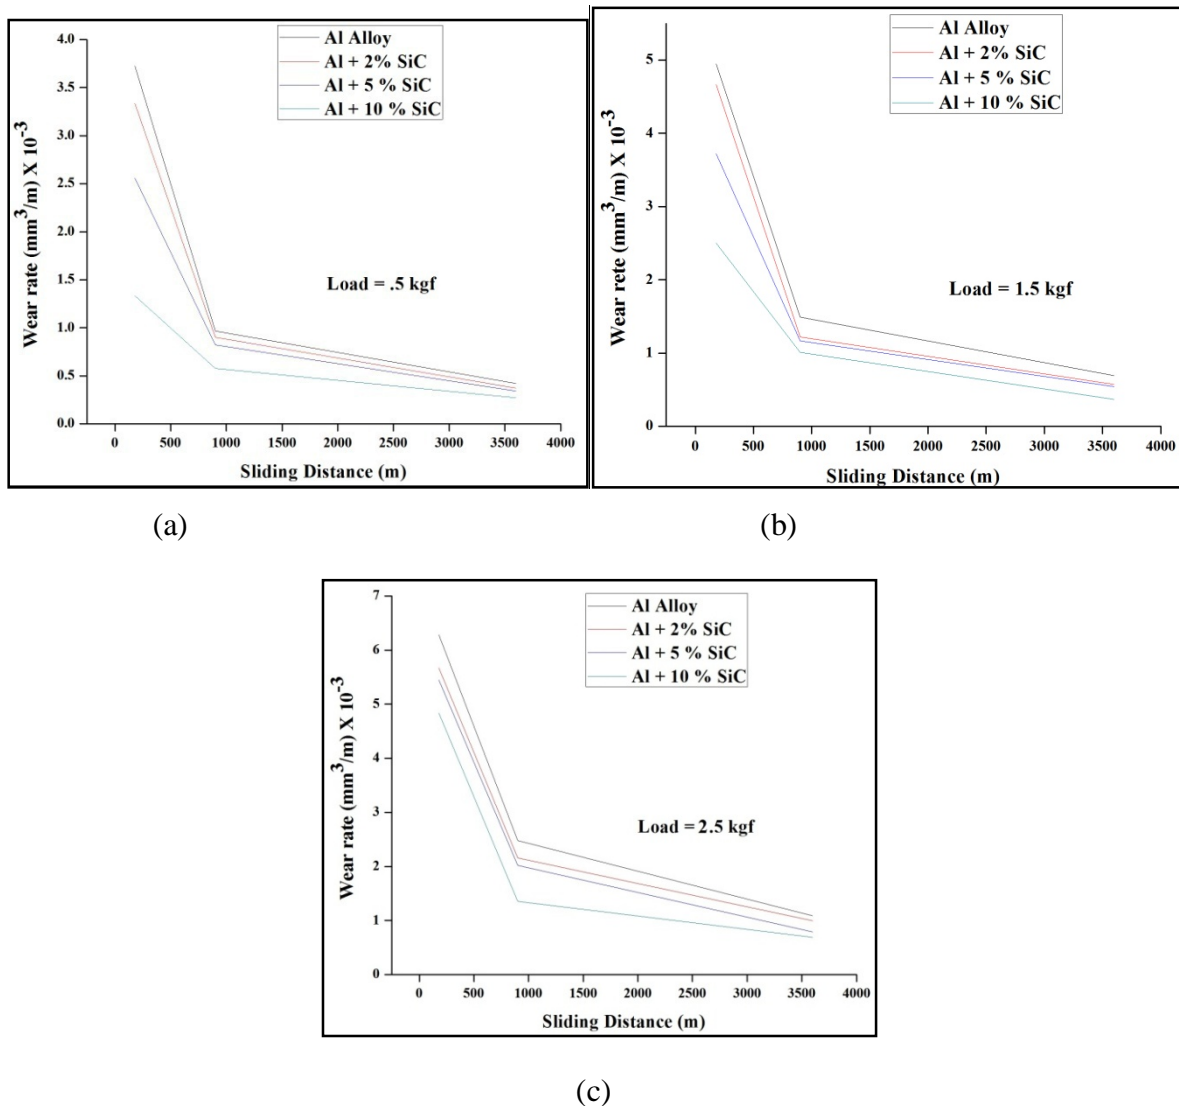 Al Alloy
Al + 2% SiC
Al + 5 % SiC
Al + 10 % SiC
Wear rate (mm³/m) X 10⁻³
4.0
3.5
3.0
2.5
2.0
1.5
1.0
0.5
0.0
Load = .5 kgf
0 500 1000 1500 2000 2500 3000 3500 4000
Sliding Distance (m)
(a)
Al Alloy
Al + 2% SiC
Al + 5 % SiC
Al + 10 % SiC
Wear rete (mm³/m) X 10⁻³
5
4
3
2
1
0
Load = 1.5 kgf
0 500 1000 1500 2000 2500 3000 3500 4000
Sliding Distance (m)
(b)
Al Alloy
Al + 2% SiC
Al + 5 % SiC
Al + 10 % SiC
Wear rate (mm³/m) X 10⁻³
7
6
5
4
3
2
1
0
Load = 2.5 kgf
0 500 1000 1500 2000 2500 3000 3500 4000
Sliding Distance (m)
(c)